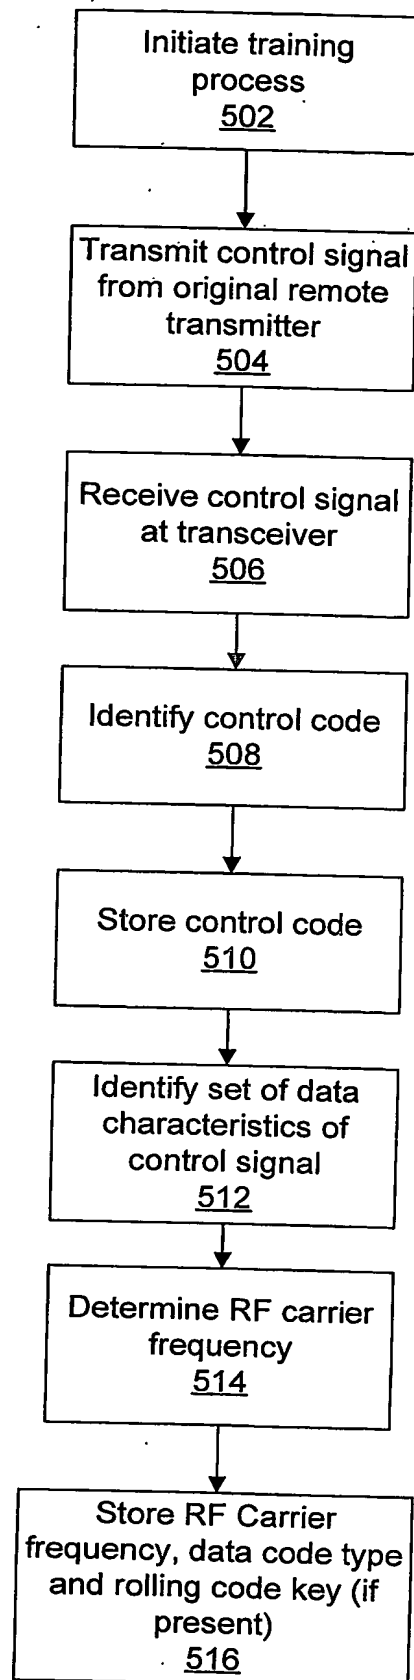 Initiate training
process
502
Transmit control signal
from original remote
transmitter
504
Receive control signal
at transceiver
506
Identify control code
508
Store control code
510
Identify set of data
characteristics of
control signal
512
Determine RF carrier
frequency
514
Store RF Carrier
frequency, data code type
and rolling code key (if
present)
516